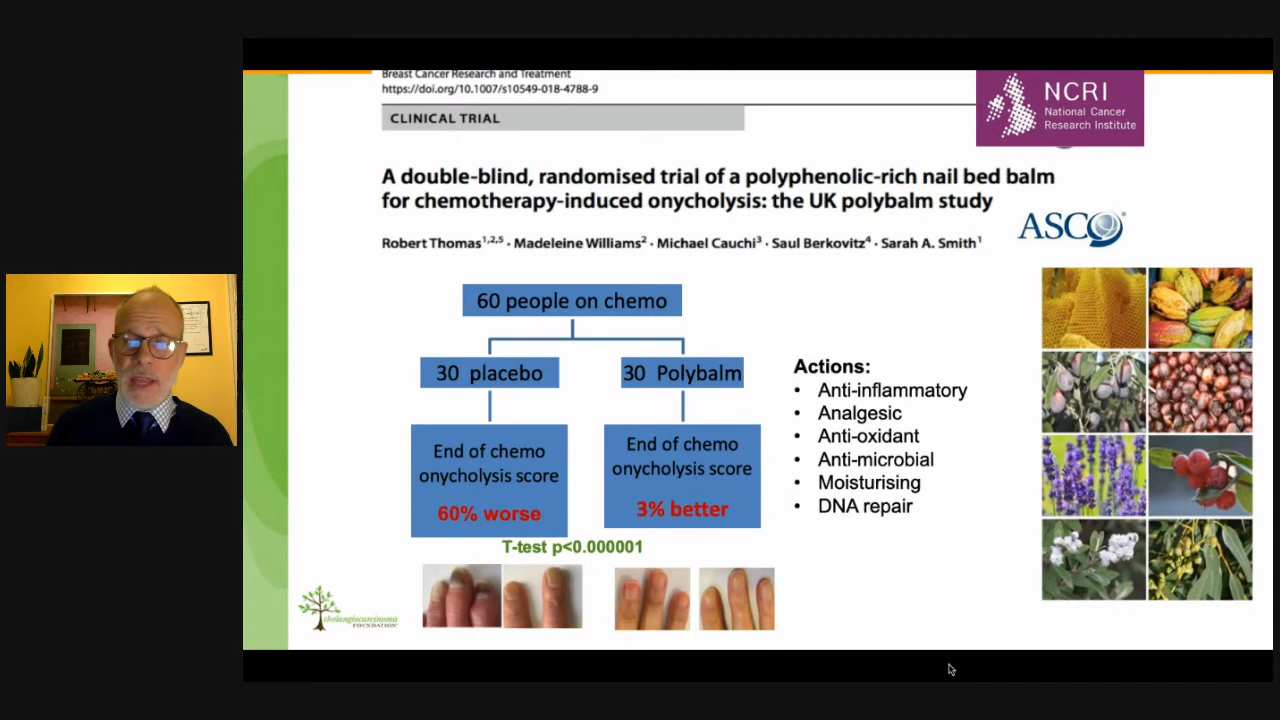 Breast Cancer Research and Treatment
https://doi.org/10.1007/s10549-018-4788-9
CLINICAL TRIAL
NCRI
National Cancer
Research Institute
A double-blind, randomised trial of a polyphenolic-rich nail bed balm
for chemotherapy-induced onycholysis: the UK polybalm study
ASCO®
Robert Thomas1,2,5 · Madeleine Williams2 · Michael Cauchi3 · Saul Berkovitz4 · Sarah A. Smith1
60 people on chemo
30 placebo
30 Polybalm
End of chemo
onycholysis score
60% worse
End of chemo
onycholysis score
3% better
T-test p<0.000001
Actions:
• Anti-inflammatory
• Analgesic
• Anti-oxidant
• Anti-microbial
• Moisturising
• DNA repair
cholangiocarcinoma
FOUNDATION